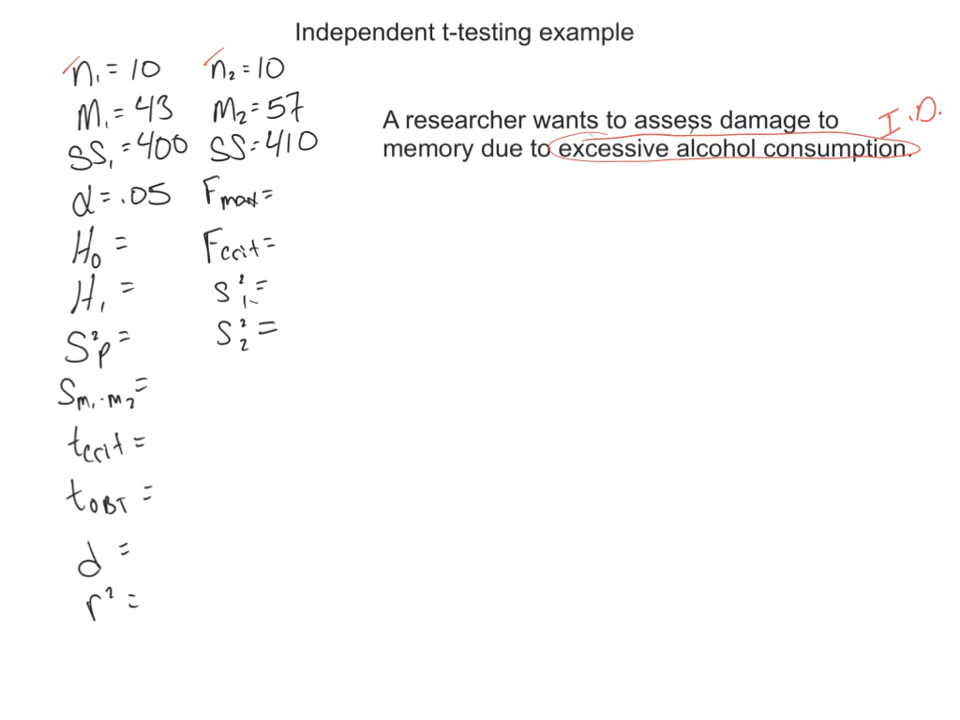 Independent t-testing example
n₁ = 10 n₂ = 10
M₁ = 43 M₂ = 57
SS₁ = 400 SS = 410
A researcher wants to assess damage to I.D.
memory due to excessive alcohol consumption.
α = .05 Fmax =
H₀ = Fcrit =
H₁ = s²₁ =
S²p = s²₂ =
Sm₁-m₂ =
tcrit =
tOBT =
d =
r² =